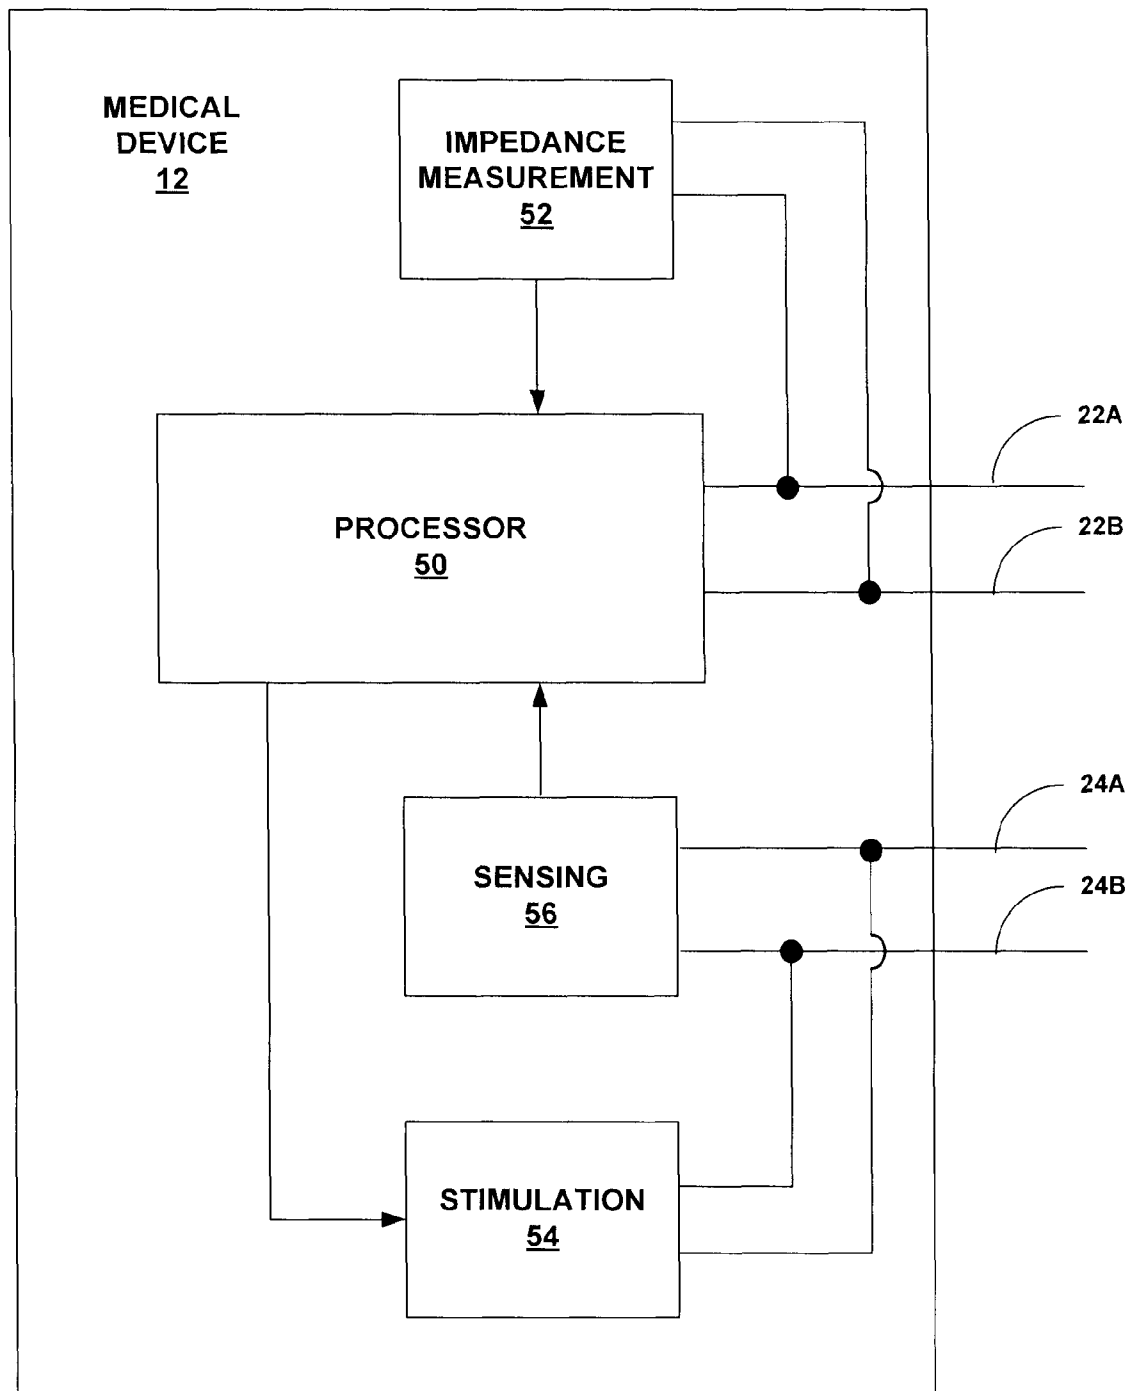 MEDICAL
DEVICE
12
IMPEDANCE
MEASUREMENT
52
22A
PROCESSOR
50
22B
24A
SENSING
56
24B
STIMULATION
54